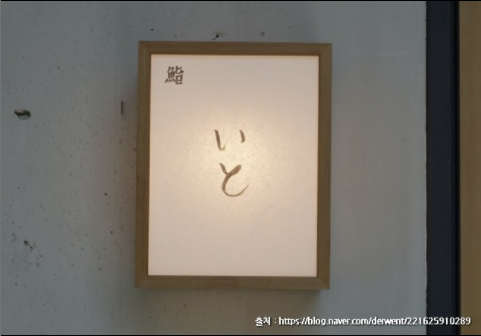 鮨
いと
출처 : https://blog.naver.com/derwent/221625910289